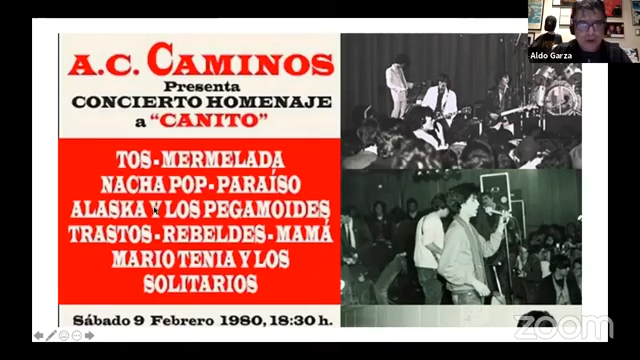 A.C. CAMINOS
Presenta
CONCIERTO HOMENAJE
a "CANITO"
TOS - MERMELADA
NACHA POP - PARAÍSO
ALASKA Y LOS PEGAMOIDES
TRASTOS - REBELDES - MAMÁ
MARIO TENIA Y LOS
SOLITARIOS
Sábado 9 Febrero 1980, 18:30 h.
Aldo Garza
zoom